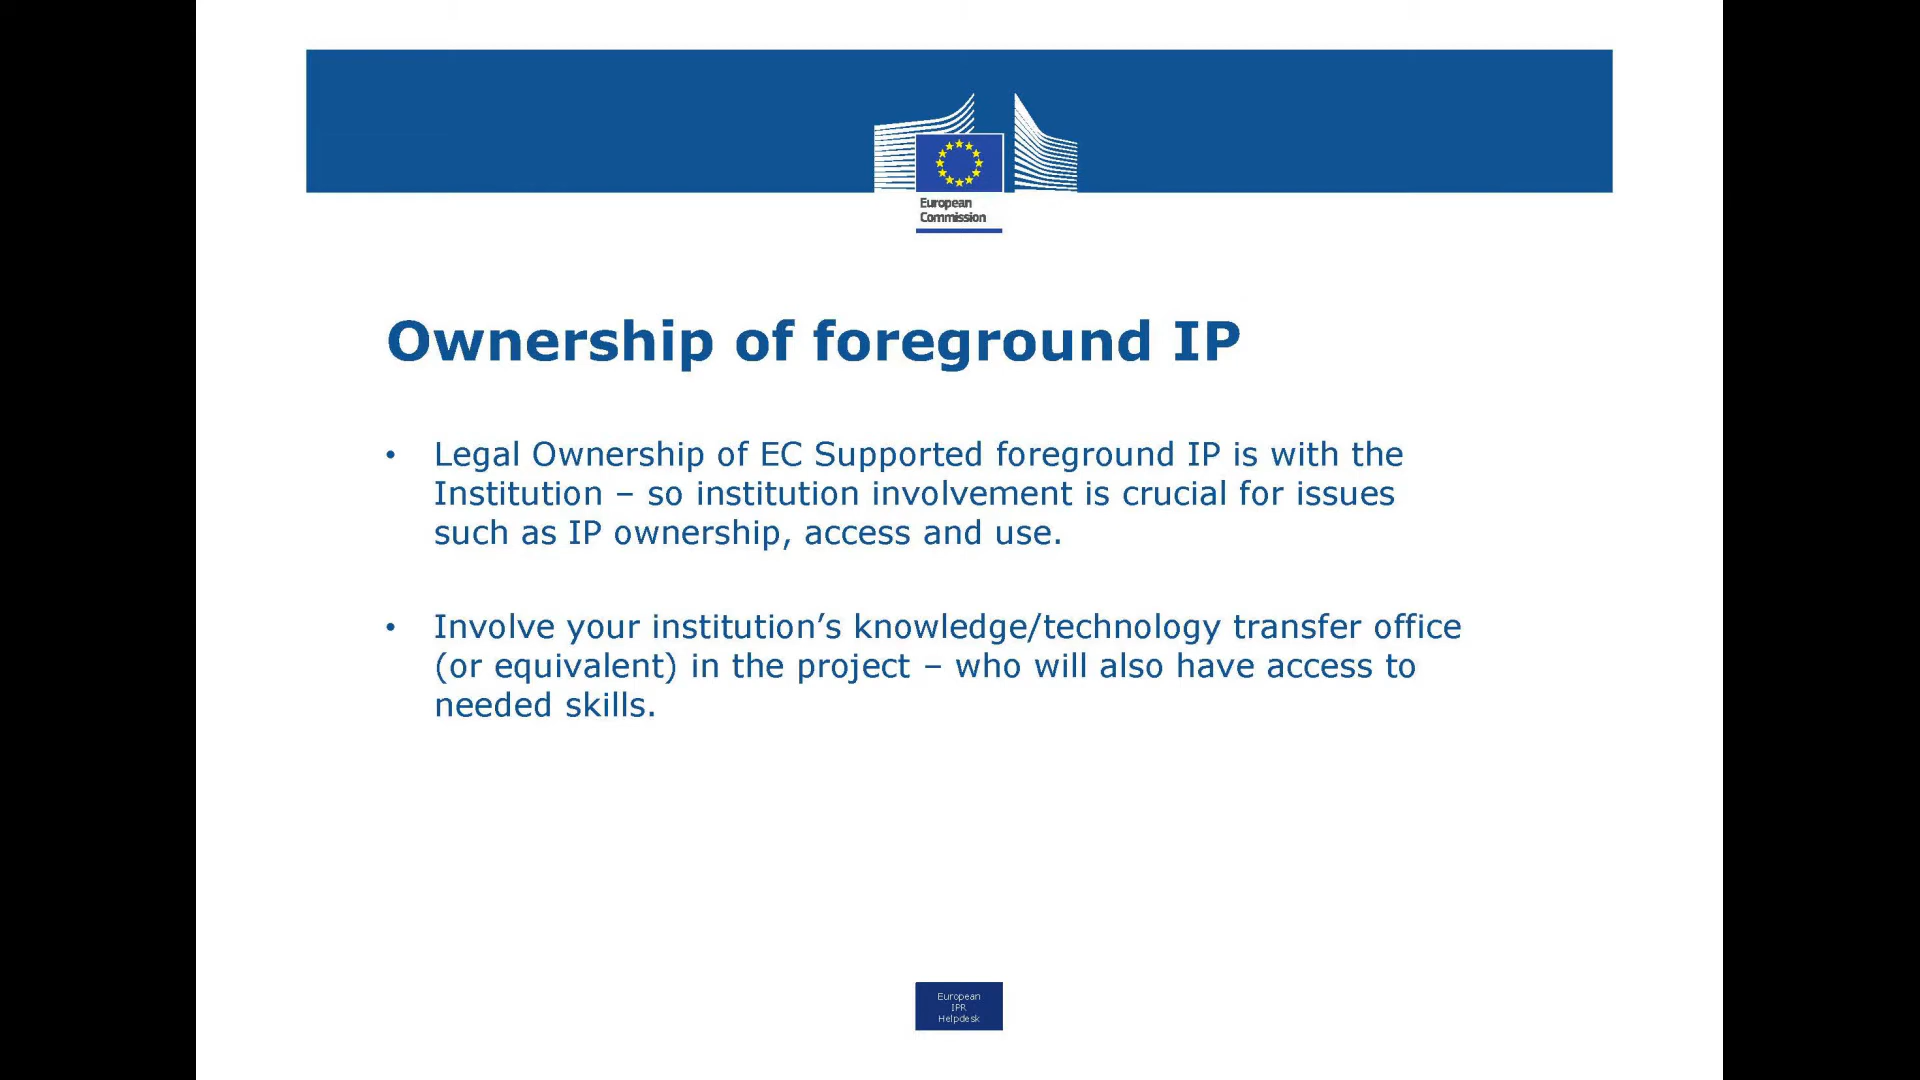 European
Commission
Ownership of foreground IP
• Legal Ownership of EC Supported foreground IP is with the
Institution – so institution involvement is crucial for issues
such as IP ownership, access and use.
• Involve your institution’s knowledge/technology transfer office
(or equivalent) in the project – who will also have access to
needed skills.
European
IPR
Helpdesk